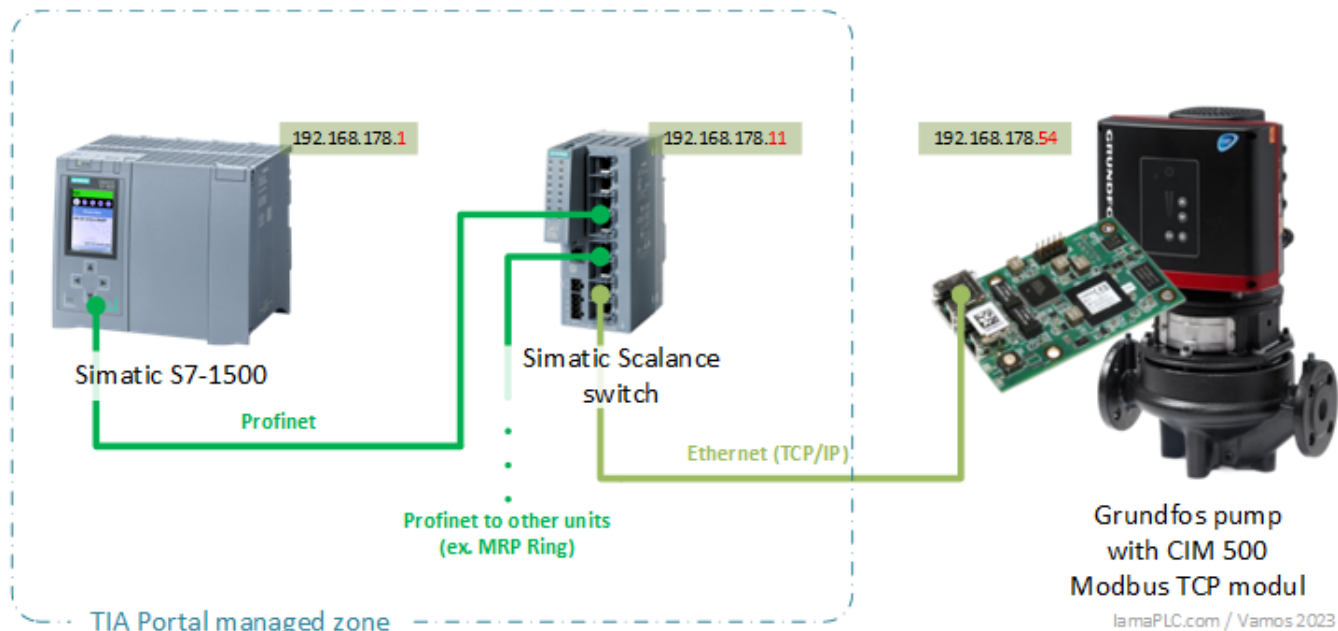 192.168.178.1
192.168.178.11
192.168.178.54
GRUNDFO
SIEMENS
Simatic S7-1500
Simatic Scalance
switch
Profinet
Ethernet (TCP/IP)
Profinet to other units
(ex. MRP Ring)
Grundfos pump
with CIM 500
Modbus TCP modul
TIA Portal managed zone
lamaPLC.com / Vamos 2023